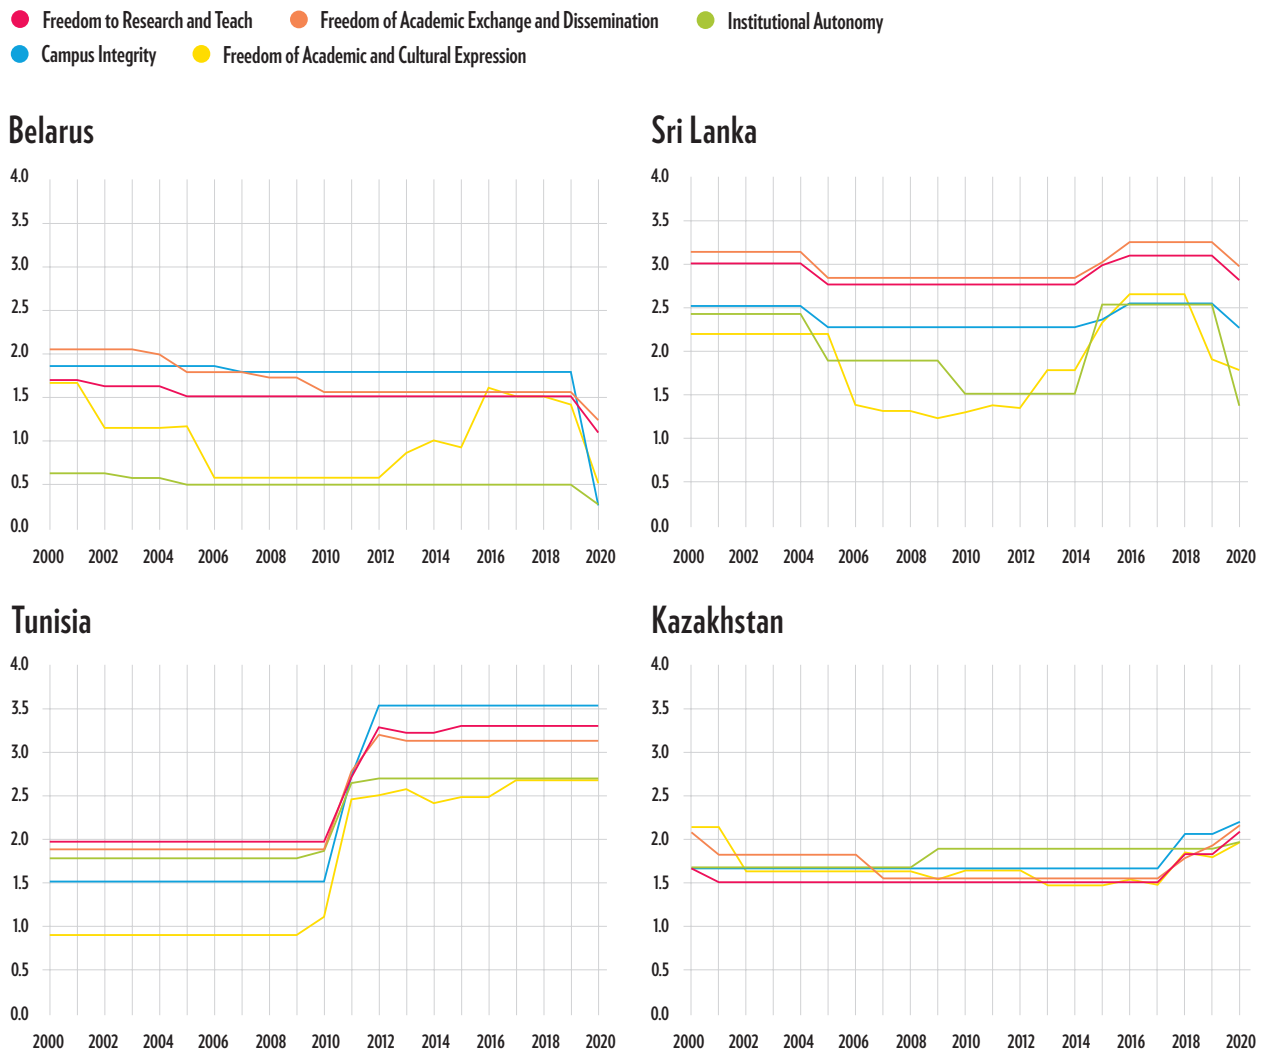 Freedom to Research and Teach
Freedom of Academic Exchange and Dissemination
Institutional Autonomy
Campus Integrity
Freedom of Academic and Cultural Expression
Belarus
4.0
3.5
3.0
2.5
2.0
1.5
1.0
0.5
0.0
2000 2002 2004 2006 2008 2010 2012 2014 2016 2018 2020
Sri Lanka
4.0
3.5
3.0
2.5
2.0
1.5
1.0
0.5
0.0
2000 2002 2004 2006 2008 2010 2012 2014 2016 2018 2020
Tunisia
4.0
3.5
3.0
2.5
2.0
1.5
1.0
0.5
0.0
2000 2002 2004 2006 2008 2010 2012 2014 2016 2018 2020
Kazakhstan
4.0
3.5
3.0
2.5
2.0
1.5
1.0
0.5
0.0
2000 2002 2004 2006 2008 2010 2012 2014 2016 2018 2020